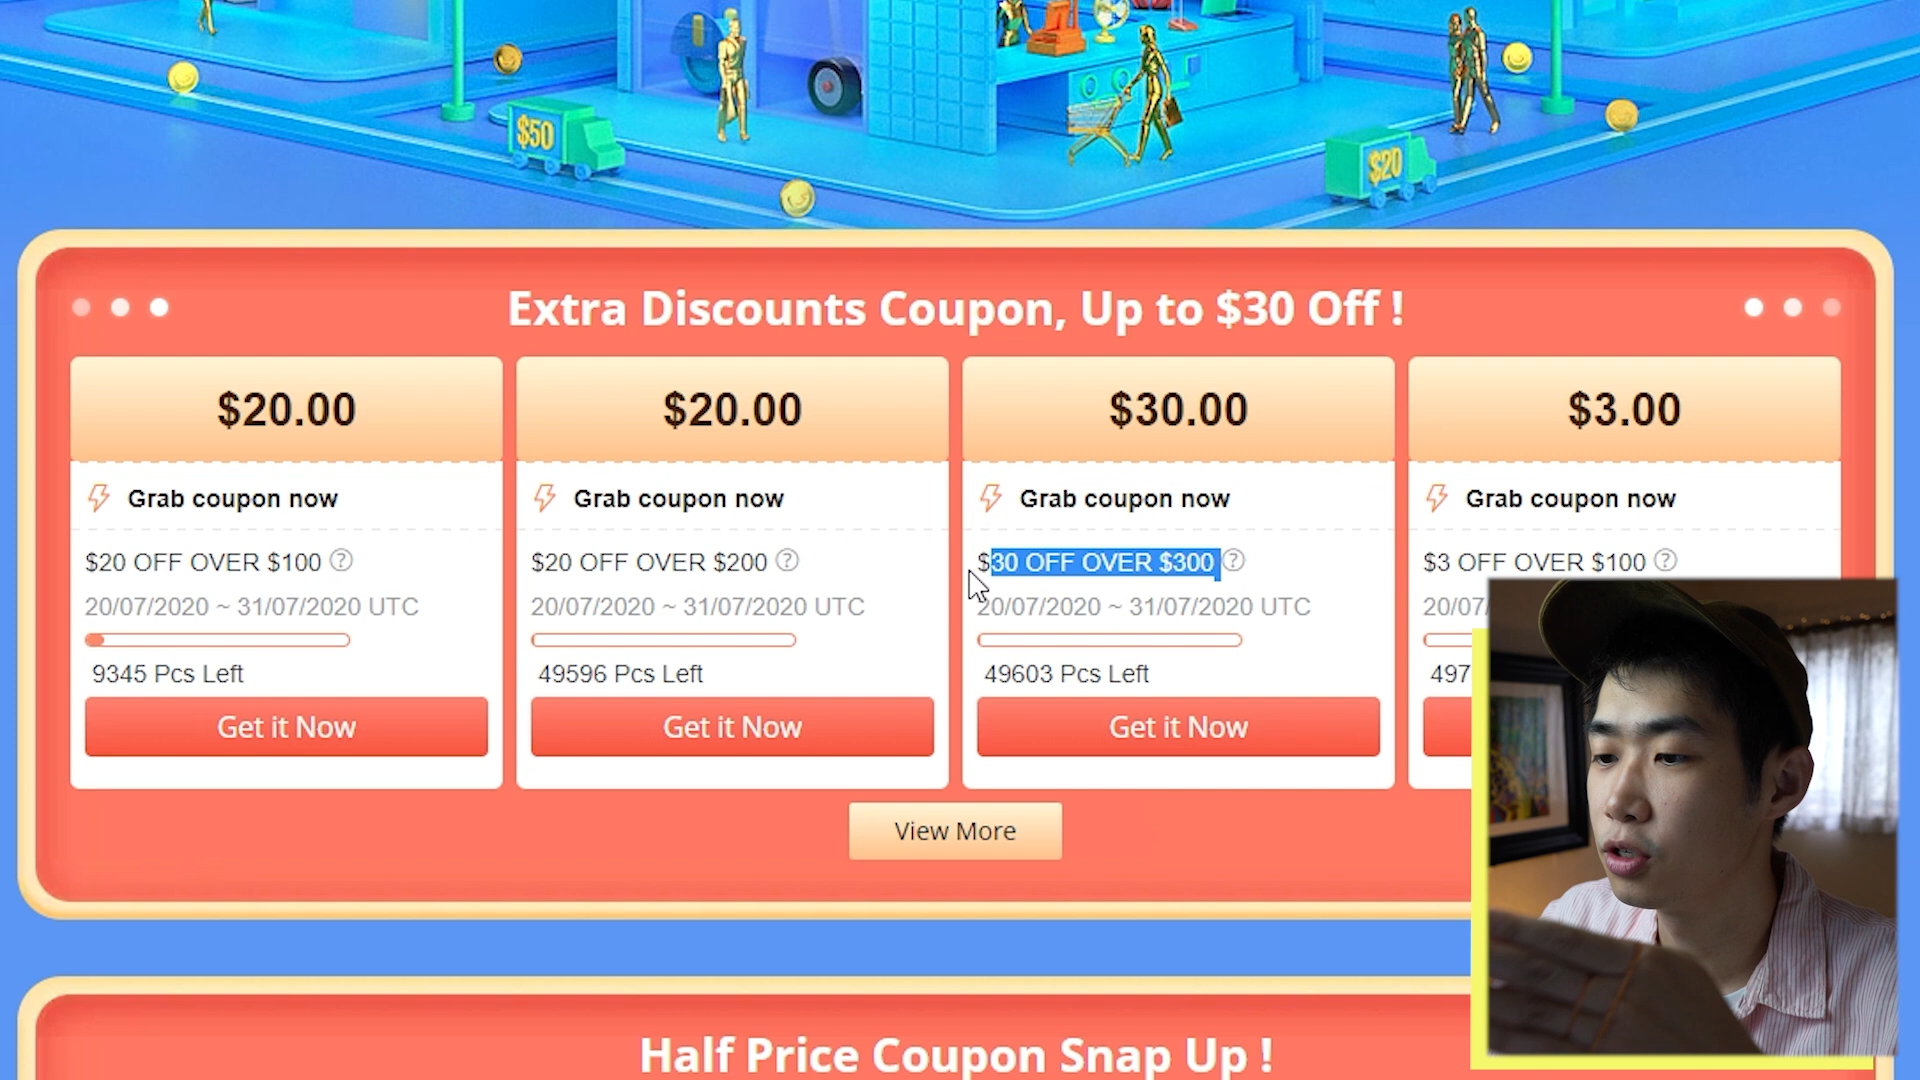 $50
$20
Extra Discounts Coupon, Up to $30 Off !
$20.00
Grab coupon now
$20 OFF OVER $100 ?
20/07/2020 ~ 31/07/2020 UTC
9345 Pcs Left
Get it Now
$20.00
Grab coupon now
$20 OFF OVER $200 ?
20/07/2020 ~ 31/07/2020 UTC
49596 Pcs Left
Get it Now
$30.00
Grab coupon now
$30 OFF OVER $300 ?
20/07/2020 ~ 31/07/2020 UTC
49603 Pcs Left
Get it Now
$3.00
Grab coupon now
$3 OFF OVER $100 ?
20/07
497
View More
Half Price Coupon Snap Up !